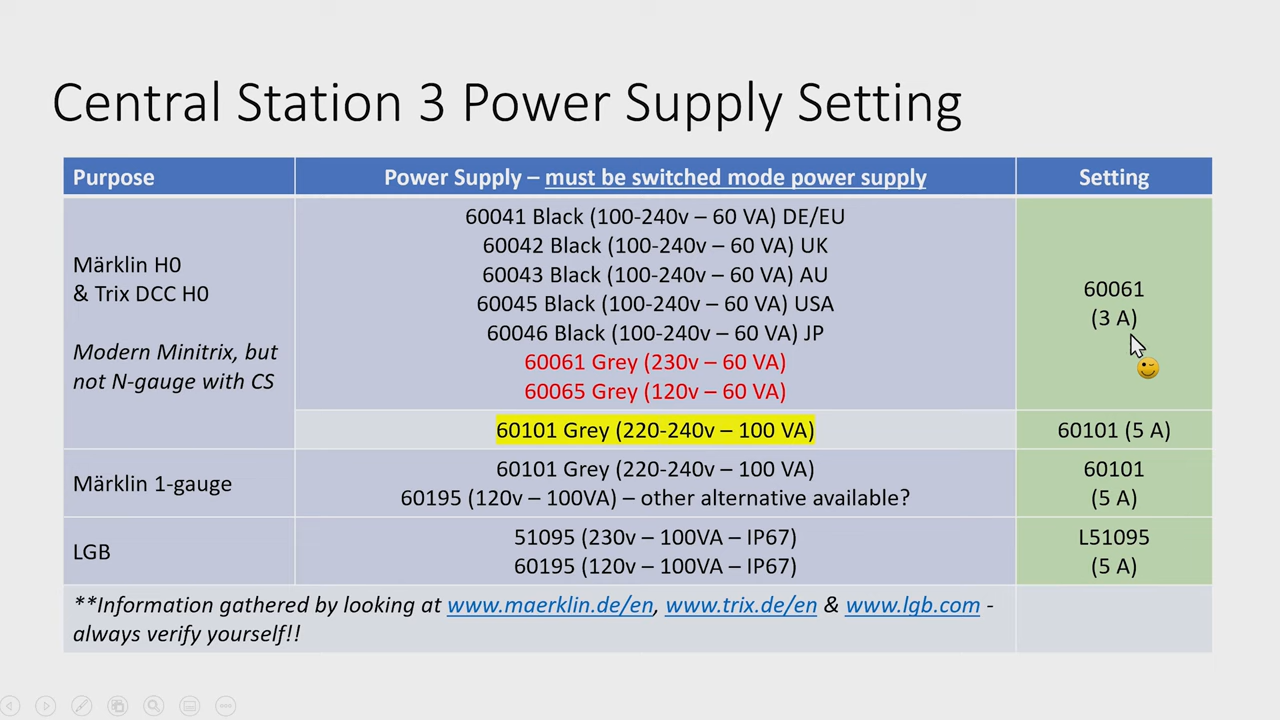 Central Station 3 Power Supply Setting
Purpose
Power Supply – must be switched mode power supply
Setting
Märklin H0
& Trix DCC H0
Modern Minitrix, but
not N-gauge with CS
60041 Black (100-240v – 60 VA) DE/EU
60042 Black (100-240v – 60 VA) UK
60043 Black (100-240v – 60 VA) AU
60045 Black (100-240v – 60 VA) USA
60046 Black (100-240v – 60 VA) JP
60061 Grey (230v – 60 VA)
60065 Grey (120v – 60 VA)
60061
(3 A)
60101 Grey (220-240v – 100 VA)
60101 (5 A)
Märklin 1-gauge
60101 Grey (220-240v – 100 VA)
60195 (120v – 100VA) – other alternative available?
60101
(5 A)
LGB
51095 (230v – 100VA – IP67)
60195 (120v – 100VA – IP67)
L51095
(5 A)
**Information gathered by looking at www.maerklin.de/en, www.trix.de/en & www.lgb.com -
always verify yourself!!